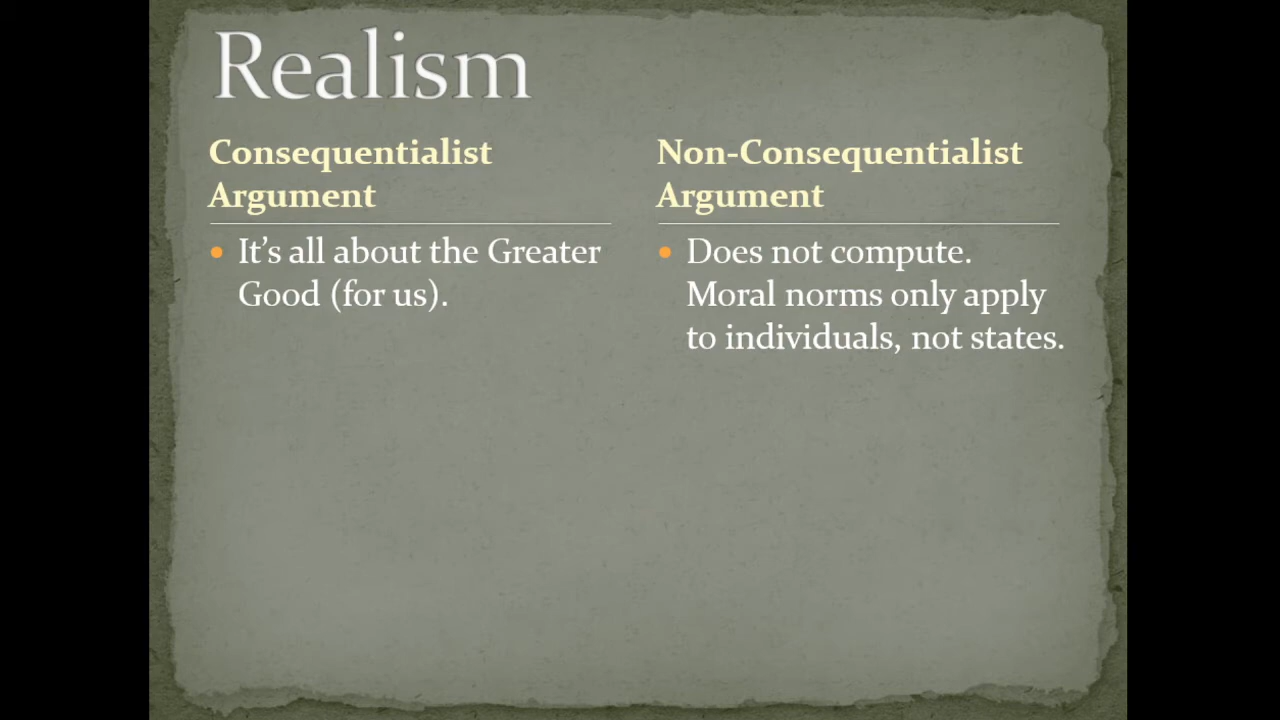 Realism
Consequentialist
Argument
• It’s all about the Greater
Good (for us).
Non-Consequentialist
Argument
• Does not compute.
Moral norms only apply
to individuals, not states.